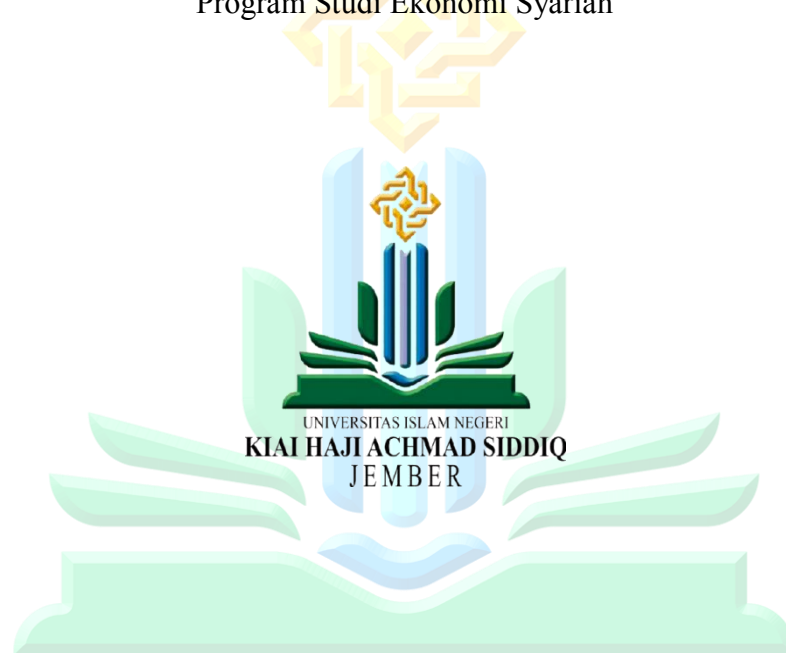 Program Studi Ekonomi Syariah
UNIVERSITAS ISLAM NEGERI
KIAI HAJI ACHMAD SIDDIQ
JEMBER